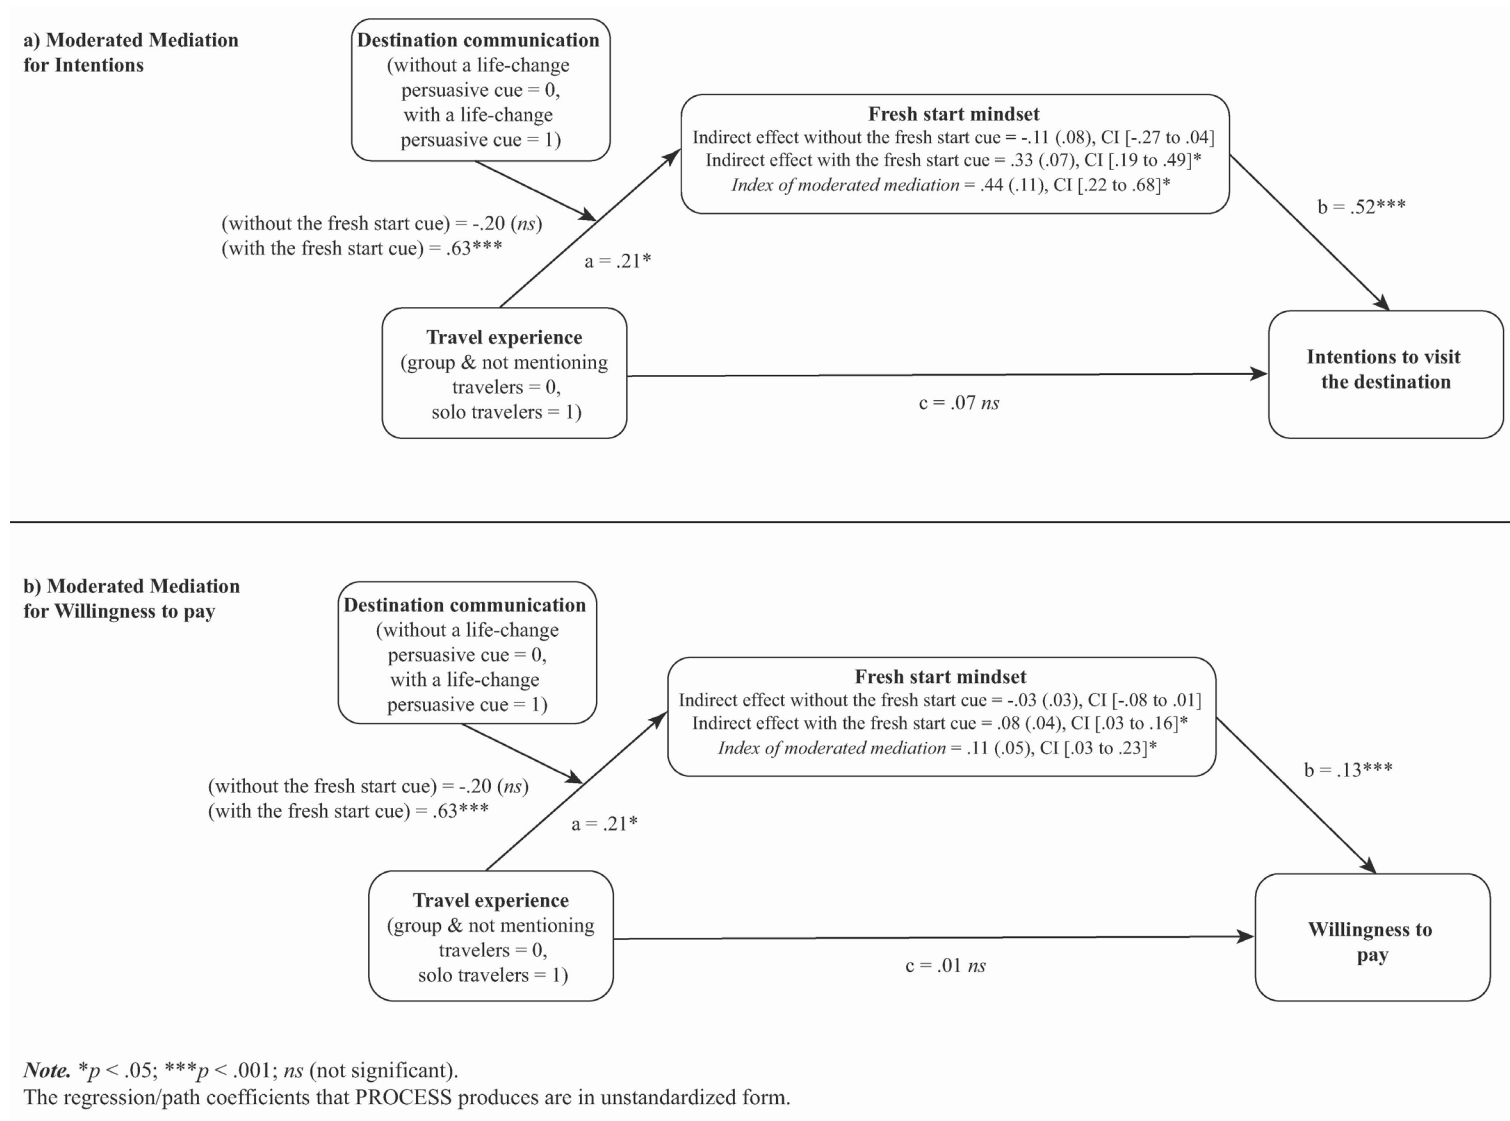 a) Moderated Mediation
for Intentions
Destination communication
(without a life-change
persuasive cue = 0,
with a life-change
persuasive cue = 1)
Fresh start mindset
Indirect effect without the fresh start cue = -.11 (.08), CI [-.27 to .04]
Indirect effect with the fresh start cue = .33 (.07), CI [.19 to .49]*
Index of moderated mediation = .44 (.11), CI [.22 to .68]*
(without the fresh start cue) = -.20 (ns)
(with the fresh start cue) = .63***
a = .21*
b = .52***
Travel experience
(group & not mentioning
travelers = 0,
solo travelers = 1)
c = .07 ns
Intentions to visit
the destination
b) Moderated Mediation
for Willingness to pay
Destination communication
(without a life-change
persuasive cue = 0,
with a life-change
persuasive cue = 1)
Fresh start mindset
Indirect effect without the fresh start cue = -.03 (.03), CI [-.08 to .01]
Indirect effect with the fresh start cue = .08 (.04), CI [.03 to .16]*
Index of moderated mediation = .11 (.05), CI [.03 to .23]*
(without the fresh start cue) = -.20 (ns)
(with the fresh start cue) = .63***
a = .21*
b = .13***
Travel experience
(group & not mentioning
travelers = 0,
solo travelers = 1)
c = .01 ns
Willingness to
pay
Note. *p < .05; ***p < .001; ns (not significant).
The regression/path coefficients that PROCESS produces are in unstandardized form.